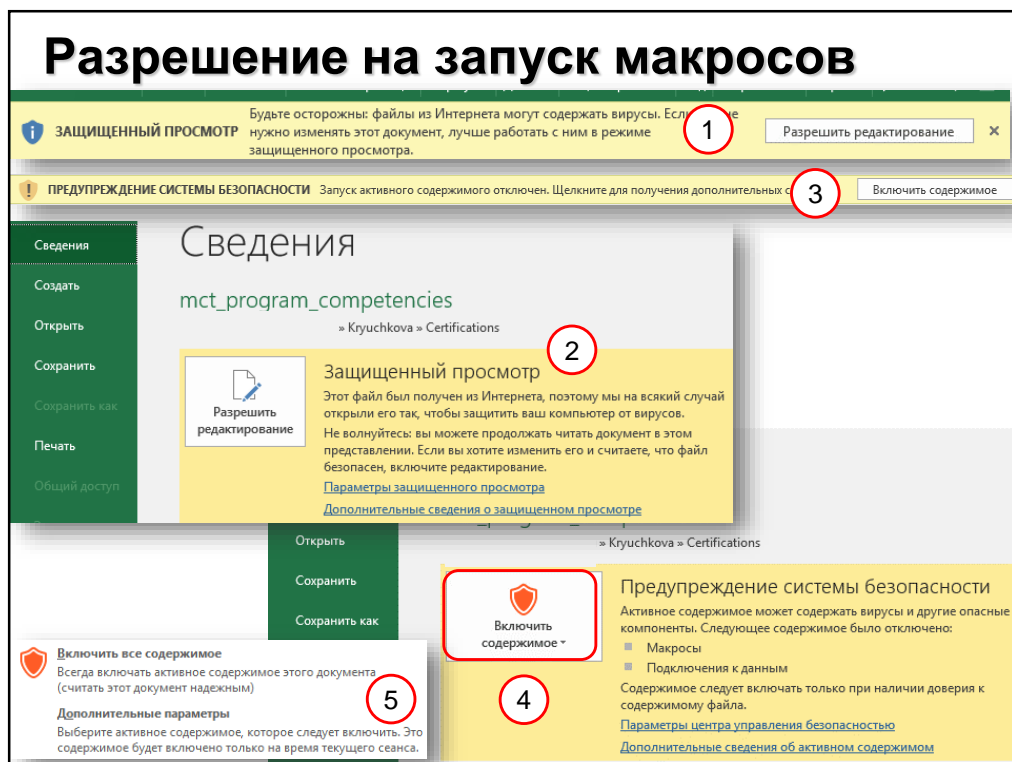 Разрешение на запуск макросов
Будьте осторожны: файлы из Интернета могут содержать вирусы.
ЗАЩИЩЕННЫЙ ПРОСМОТР нужно изменять этот документ, лучше работать с ним в режиме
защищенного просмотра.
1
Разрешить редактирование
ПРЕДУПРЕЖДЕНИЕ СИСТЕМЫ БЕЗОПАСНОСТИ Запуск активного содержимого отключен. Щелкните для получения дополнительных
3
Включить содержимое
Сведения
Создать
Открыть
Сохранить
Сохранить как
Печать
Общий доступ
Сведения
mct_program_competencies
» Kryuchkova » Certifications
2
Разрешить
редактирование
Защищенный просмотр
Этот файл был получен из Интернета, поэтому мы на всякий случай
открыли его так, чтобы защитить ваш компьютер от вирусов.
Не волнуйтесь: вы можете продолжать читать документ в этом
представлении. Если вы хотите изменить его и считаете, что файл
безопасен, включите редактирование.
Параметры защищенного просмотра
Дополнительные сведения о защищенном просмотре
Открыть
Сохранить
Сохранить как
» Kryuchkova » Certifications
Включить
содержимое
4
Предупреждение системы безопасности
Активное содержимое может содержать вирусы и другие опасные
компоненты. Следующее содержимое было отключено:
Макросы
Подключения к данным
Содержимое следует включать только при наличии доверия к
содержимому файла.
Параметры центра управления безопасностью
Дополнительные сведения об активном содержимом
Включить все содержимое
Всегда включать активное содержимое этого документа
(считать этот документ надежным)
5
Дополнительные параметры
Выберите активное содержимое, которое следует включить. Это
содержимое будет включено только на время текущего сеанса.